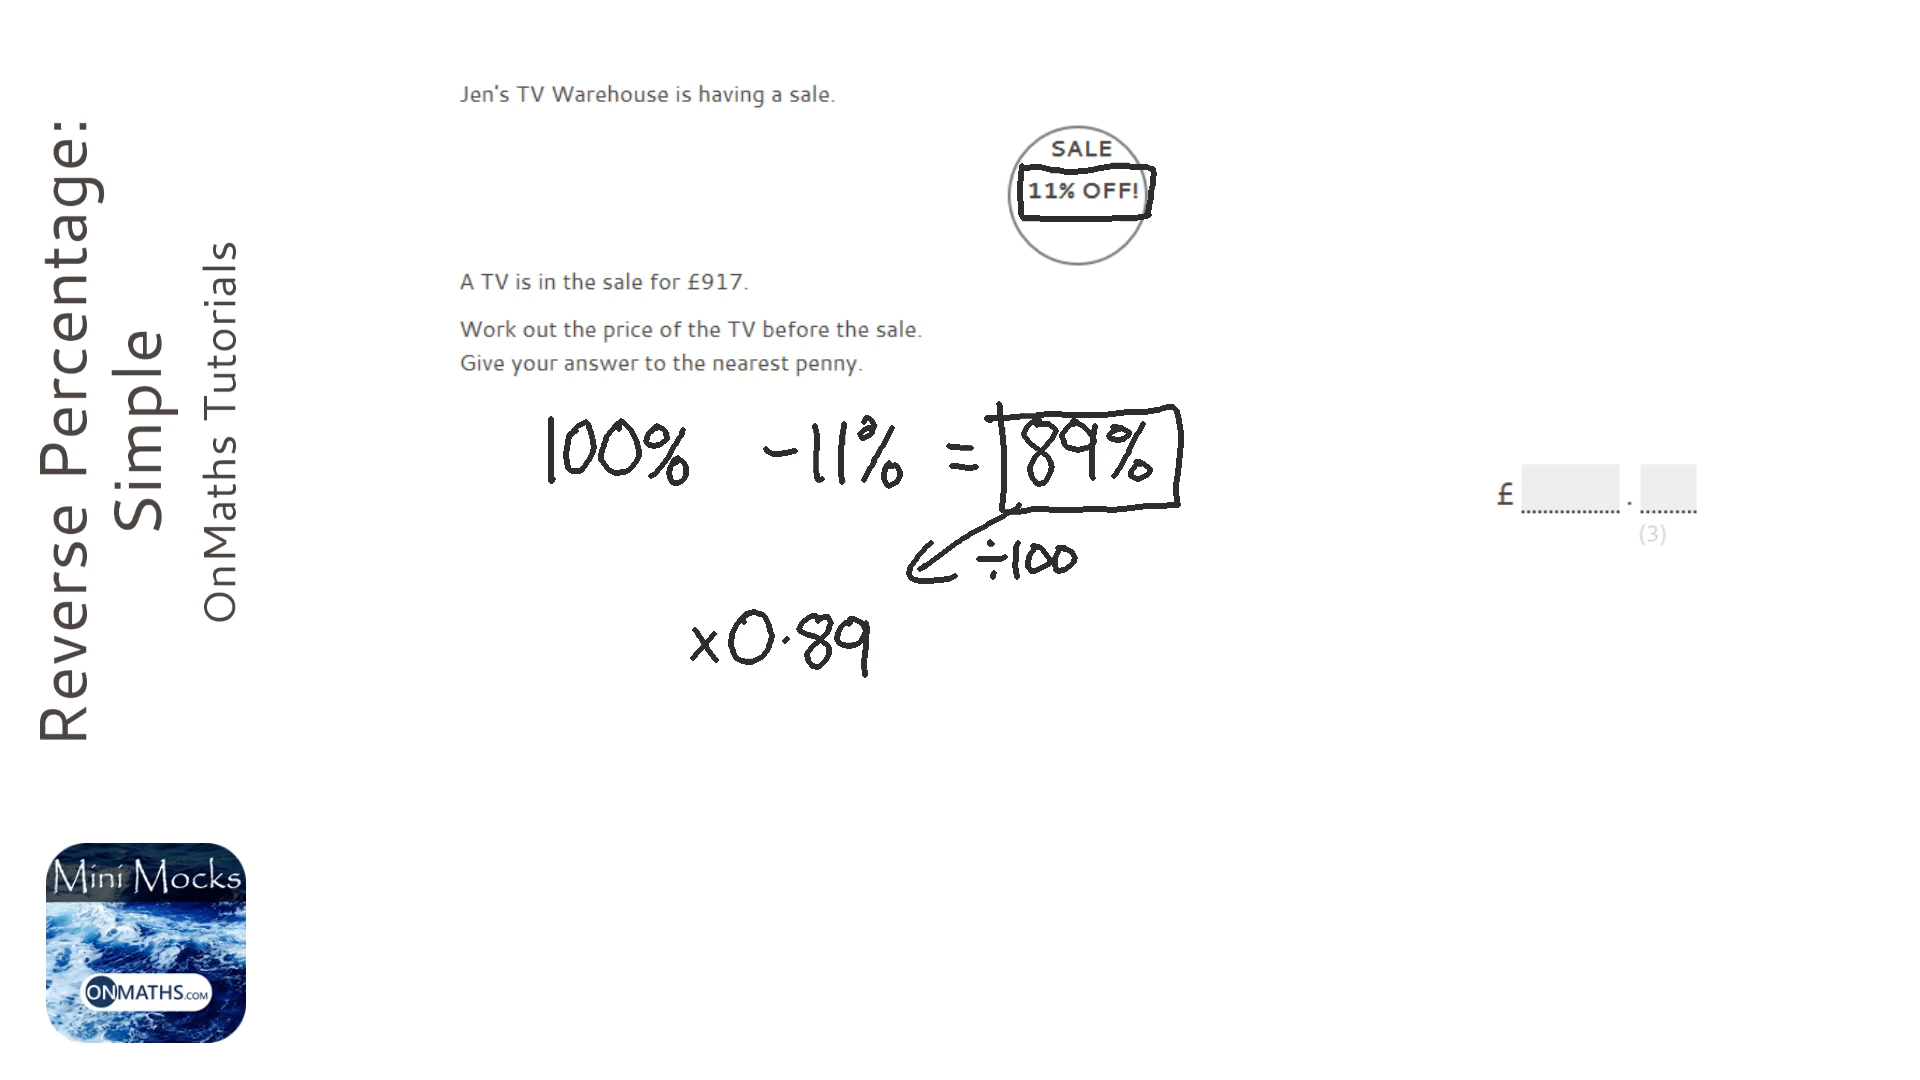 Reverse Percentage:
Simple
OnMaths Tutorials
Jen's TV Warehouse is having a sale.
SALE
11% OFF!
A TV is in the sale for £917.
Work out the price of the TV before the sale.
Give your answer to the nearest penny.
100% -11% = 89%
÷100
×0.89
£ .
(3)
Mini Mocks
ONMATHS.COM